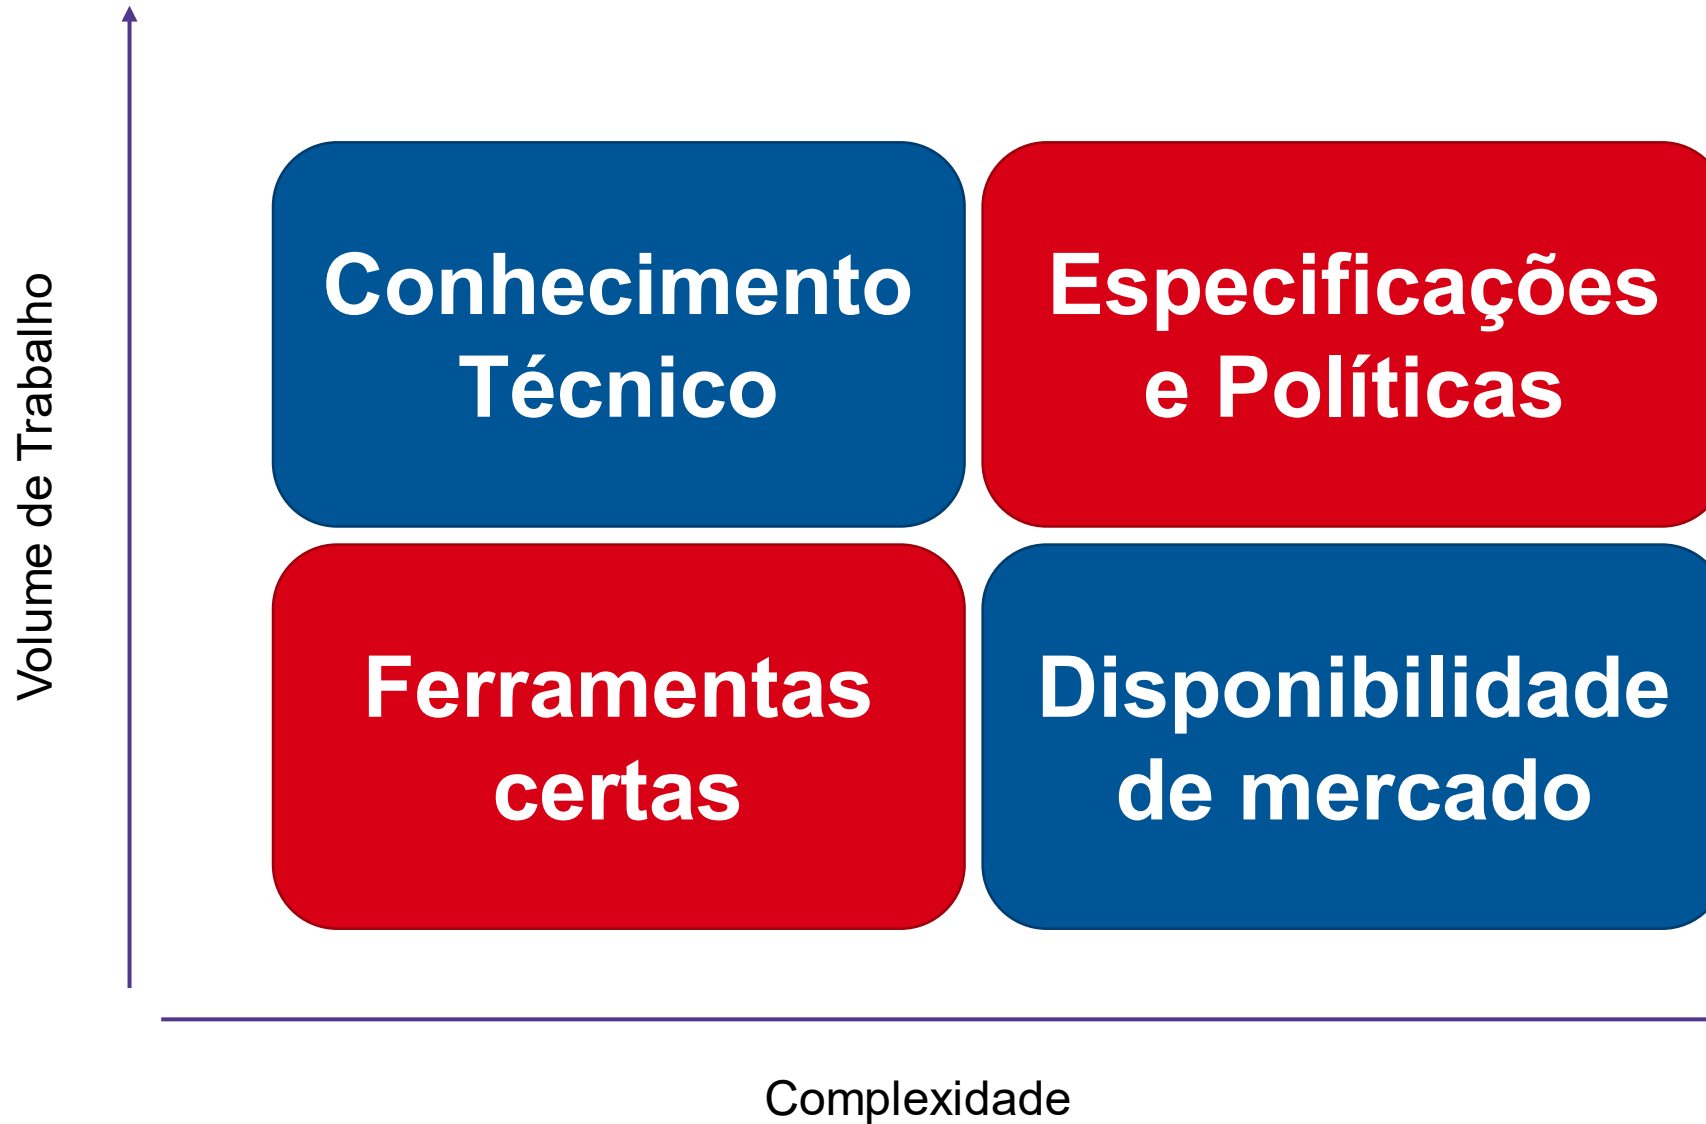 Volume de Trabalho
Conhecimento
Técnico
Especificações
e Políticas
Ferramentas
certas
Disponibilidade
de mercado
Complexidade